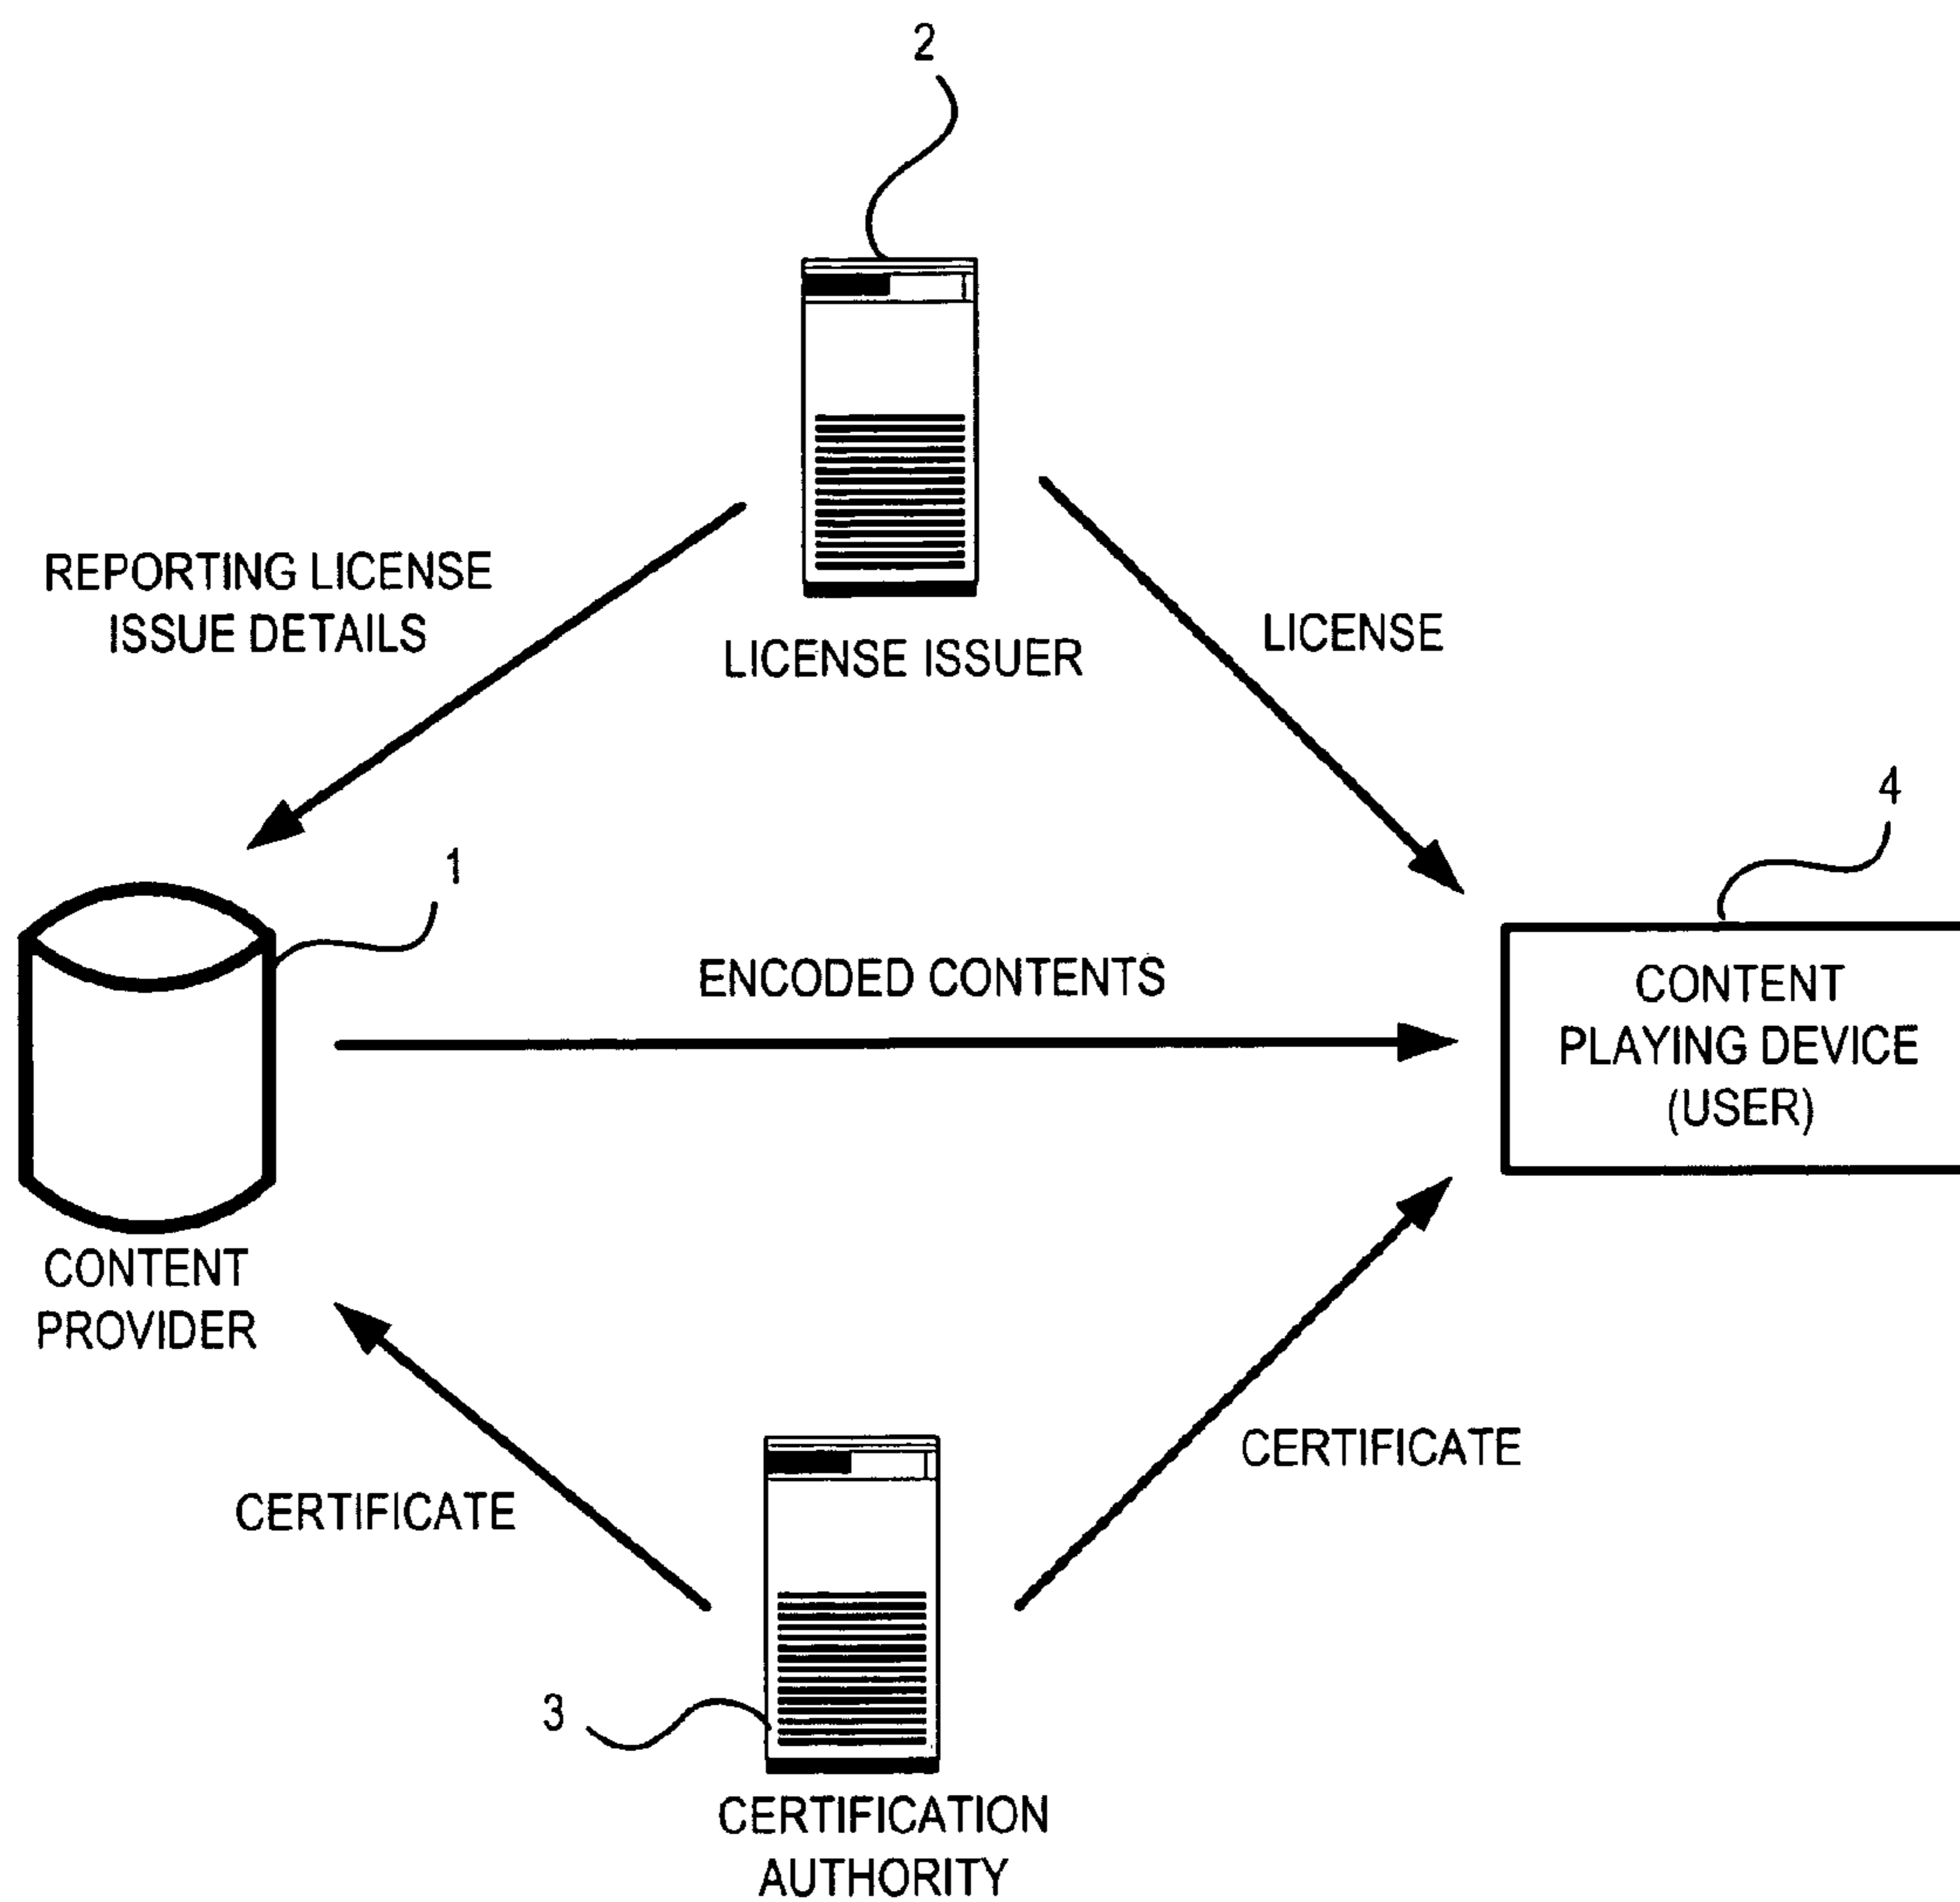 2
REPORTING LICENSE
ISSUE DETAILS
LICENSE ISSUER
LICENSE
4
1
ENCODED CONTENTS
CONTENT
PLAYING DEVICE
(USER)
CONTENT
PROVIDER
CERTIFICATE
CERTIFICATE
3
CERTIFICATION
AUTHORITY